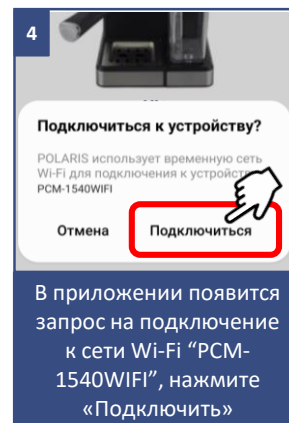 4
Подключиться к устройству?
POLARIS использует временную сеть
Wi-Fi для подключения к устройств
PCM-1540WIFI
Отмена
Подключиться
В приложении появится
запрос на подключение
к сети Wi-Fi “PCM-
1540WIFI”, нажмите
«Подключить»